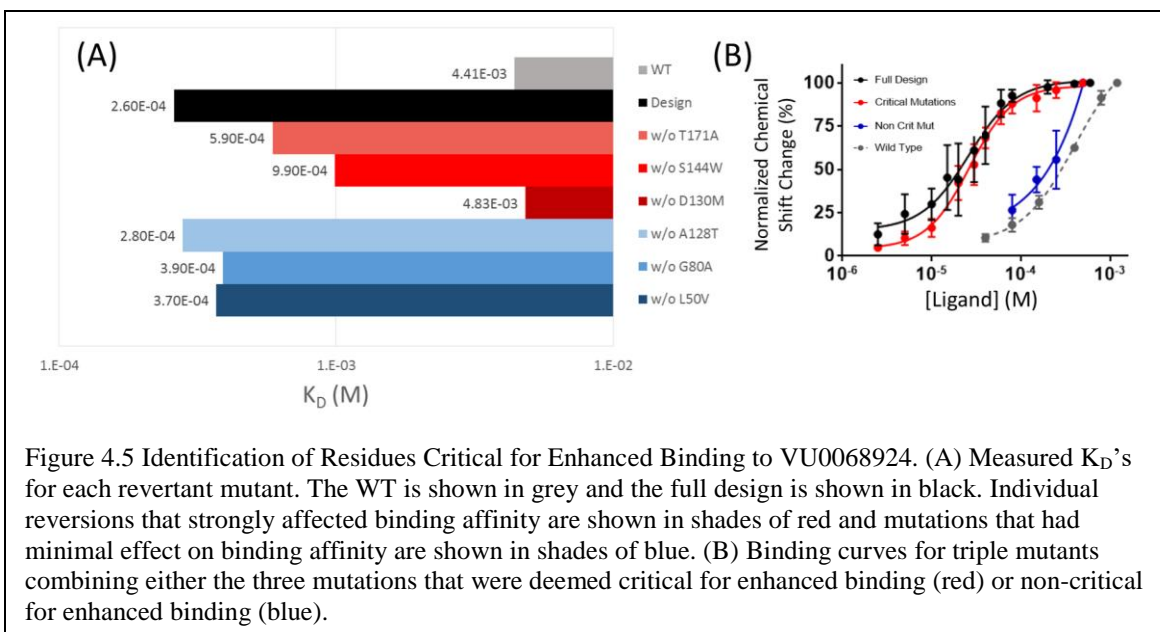 (A)
4.41E-03
2.60E-04
5.90E-04
9.90E-04
4.83E-03
2.80E-04
3.90E-04
3.70E-04
WT
Design
w/o T171A
w/o S144W
w/o D130M
w/o A128T
w/o G80A
w/o L50V
1.E-04
1.E-03
1.E-02
K_D (M)
(B)
Normalized Chemical
Shift Change (%)
100
75
50
25
0
Full Design
Critical Mutations
Non Crit Mut
Wild Type
10⁻⁶
10⁻⁵
10⁻⁴
10⁻³
[Ligand] (M)
Figure 4.5 Identification of Residues Critical for Enhanced Binding to VU0068924. (A) Measured K_D's
for each revertant mutant. The WT is shown in grey and the full design is shown in black. Individual
reversions that strongly affected binding affinity are shown in shades of red and mutations that had
minimal effect on binding affinity are shown in shades of blue. (B) Binding curves for triple mutants
combining either the three mutations that were deemed critical for enhanced binding (red) or non-critical
for enhanced binding (blue).